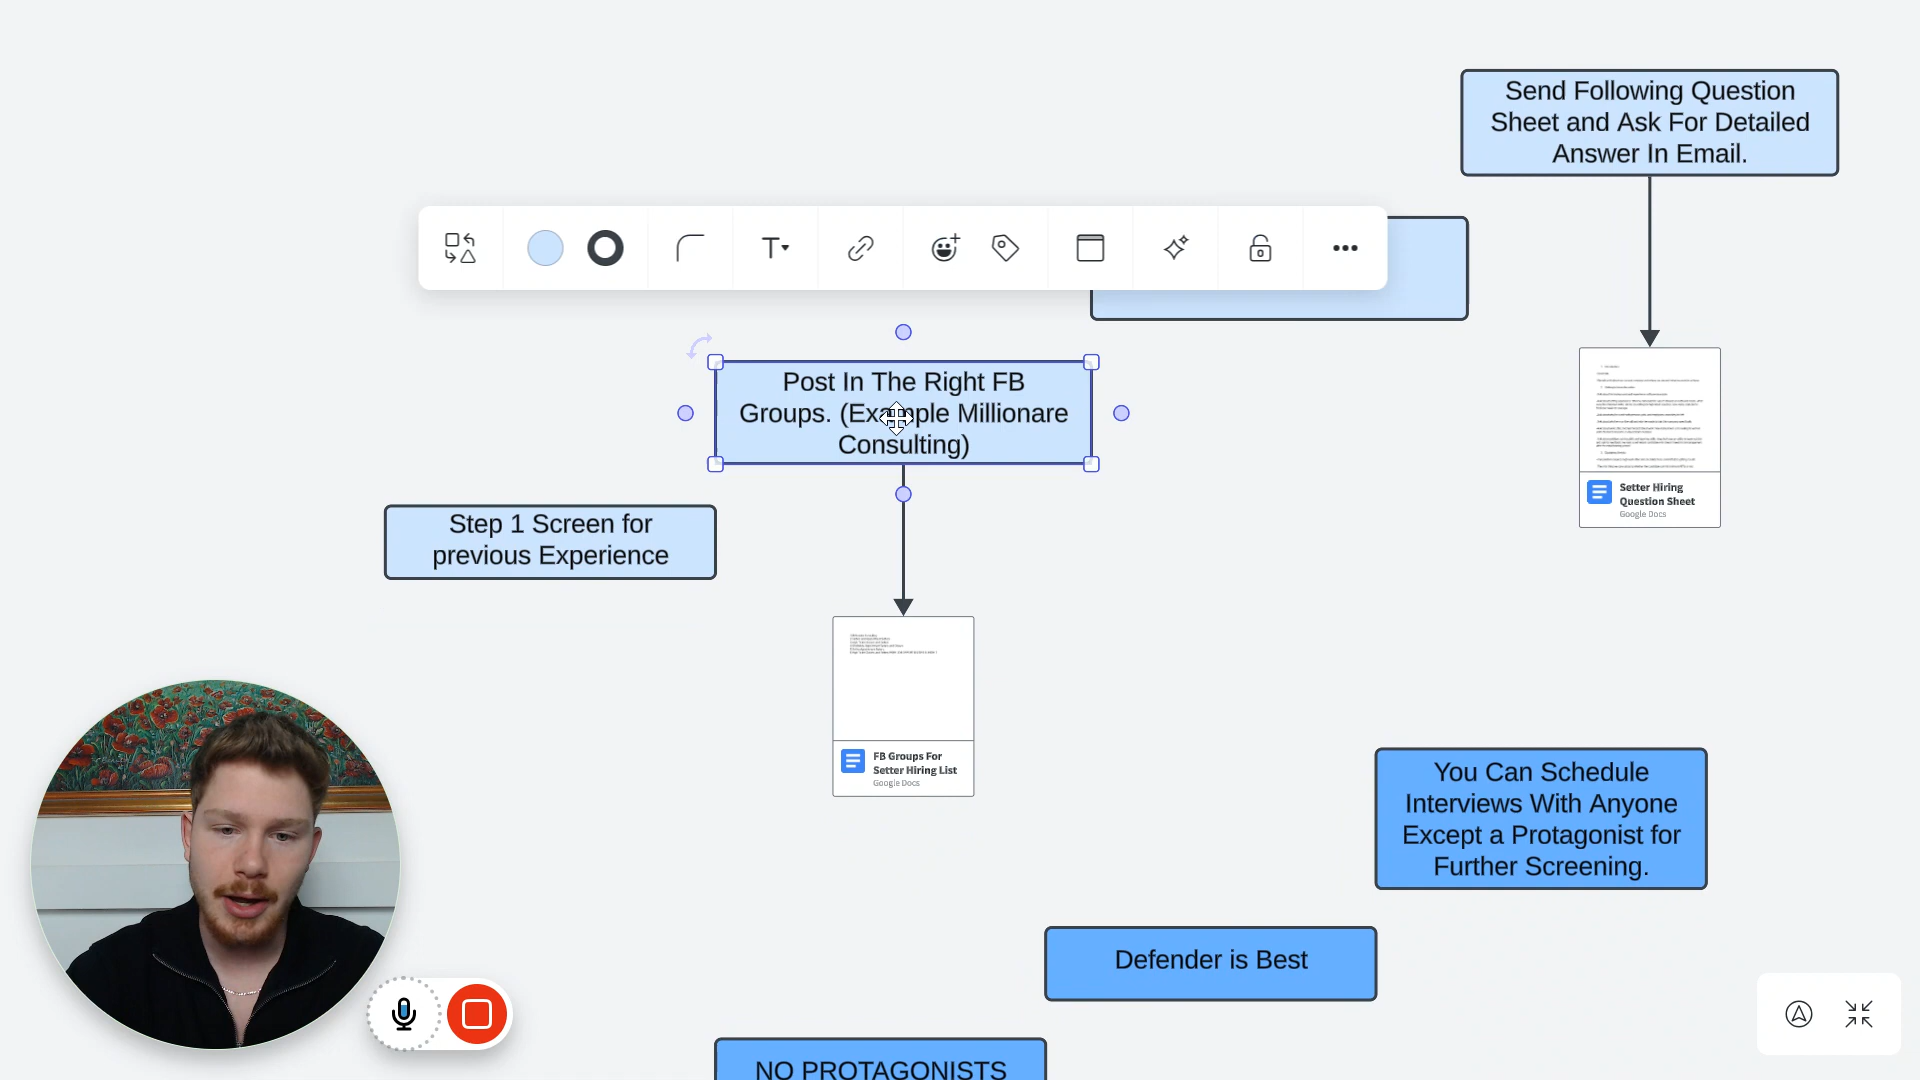 Send Following Question
Sheet and Ask For Detailed
Answer In Email.
Post In The Right FB
Groups. (Example Millionare
Consulting)
Step 1 Screen for
previous Experience
Setter Hiring
Question Sheet
Google Docs
FB Groups For
Setter Hiring List
Google Docs
You Can Schedule
Interviews With Anyone
Except a Protagonist for
Further Screening.
Defender is Best
NO PROTAGONISTS